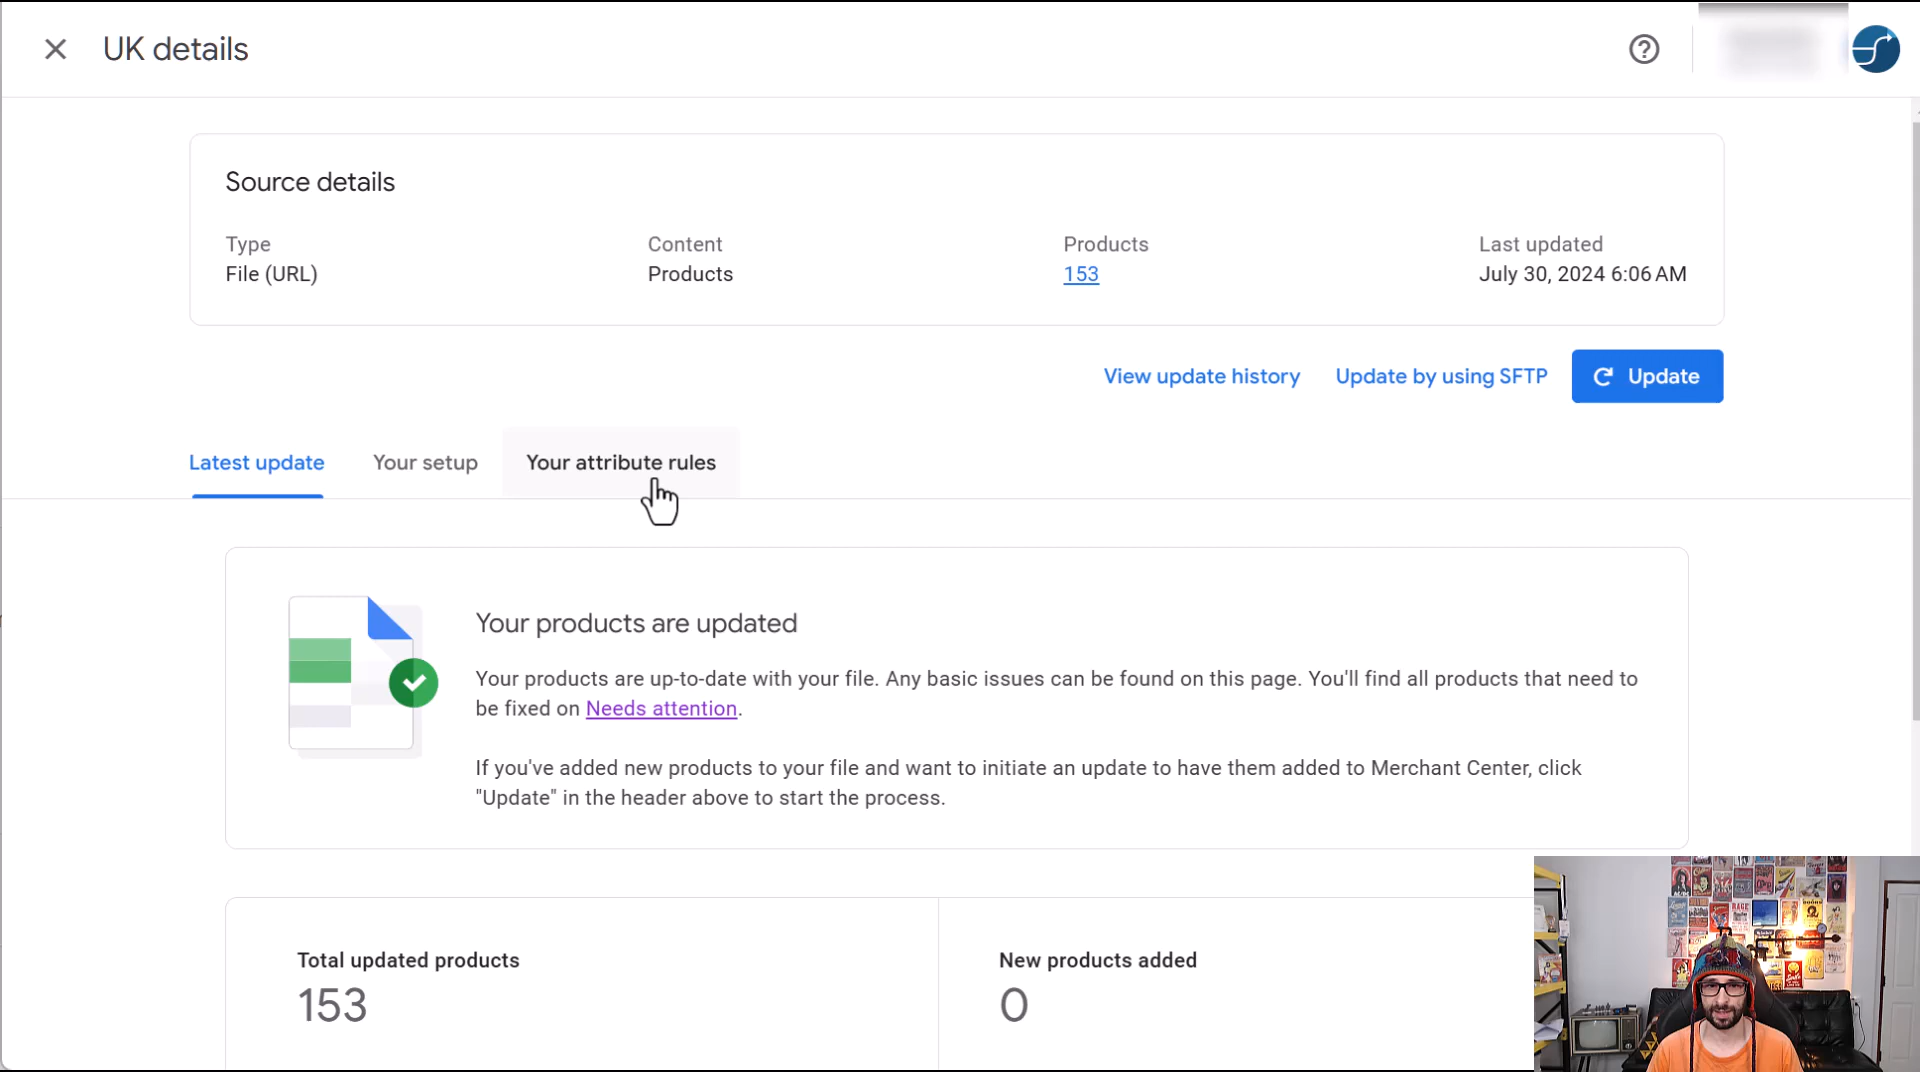 UK details
Source details
Type
File (URL)
Content
Products
Products
153
Last updated
July 30, 2024 6:06 AM
View update history
Update by using SFTP
Update
Latest update
Your setup
Your attribute rules
Your products are updated
Your products are up-to-date with your file. Any basic issues can be found on this page. You'll find all products that need to
be fixed on Needs attention.
If you've added new products to your file and want to initiate an update to have them added to Merchant Center, click
"Update" in the header above to start the process.
Total updated products
153
New products added
0